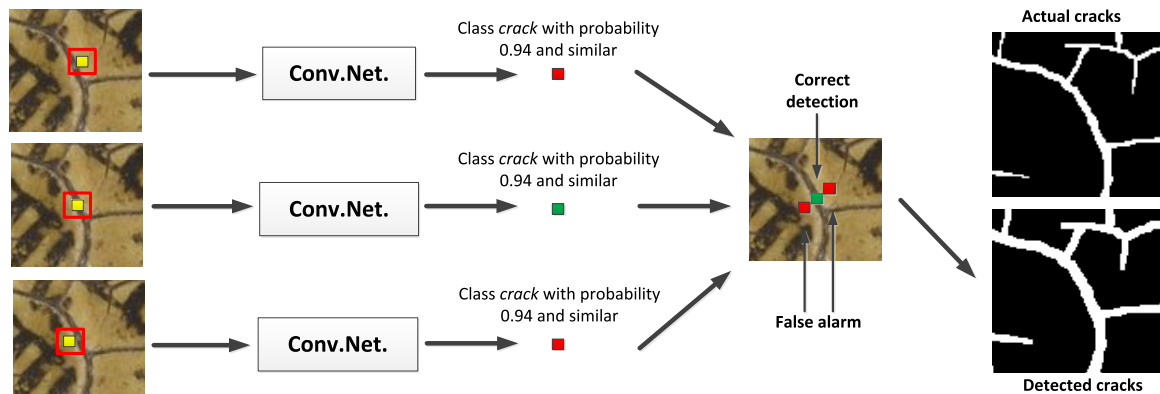 Class crack with probability
0.94 and similar
Conv.Net.
Class crack with probability
0.94 and similar
Conv.Net.
Class crack with probability
0.94 and similar
Conv.Net.
Correct
detection
False alarm
Actual cracks
Detected cracks